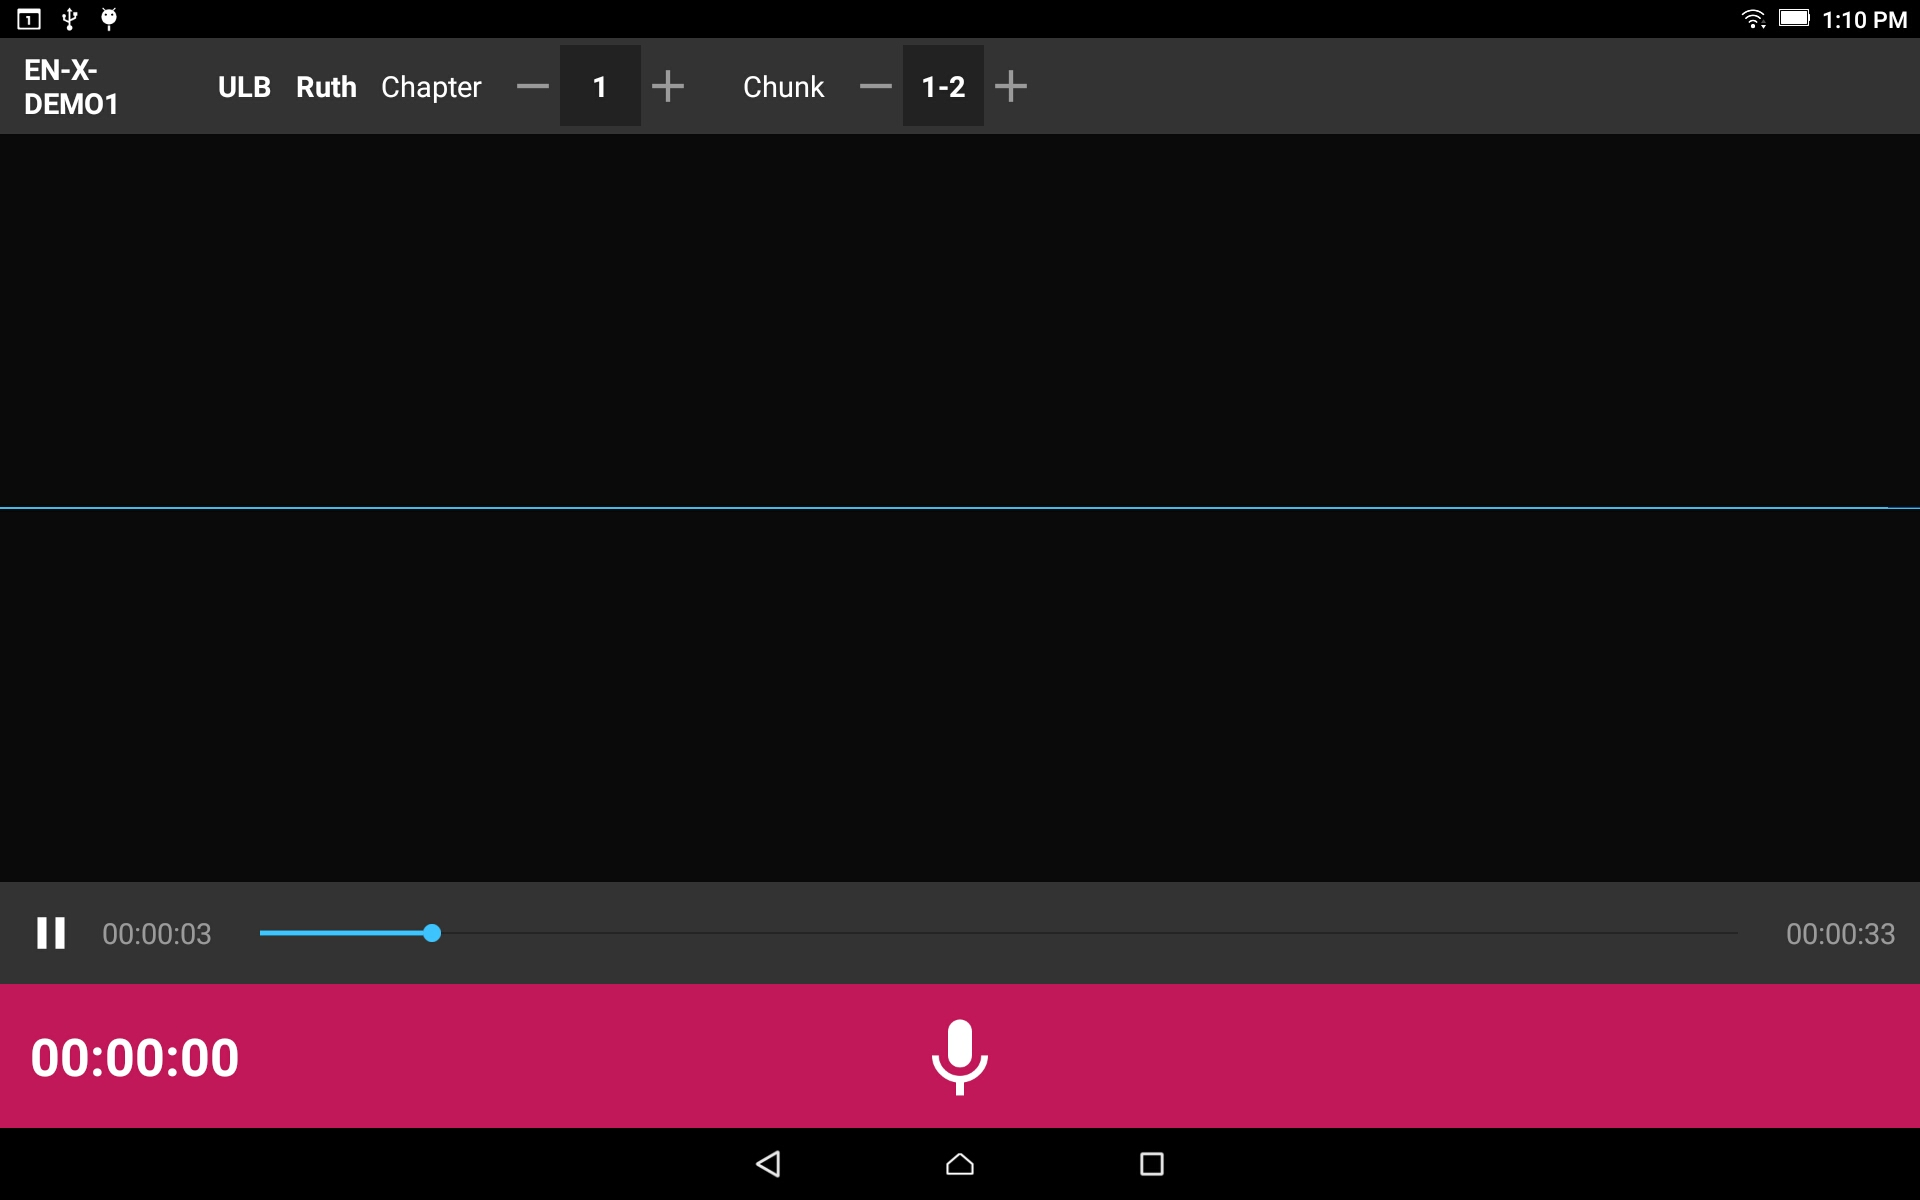 1 1:10 PM
EN-X-
DEMO1
ULB Ruth Chapter 1 Chunk 1-2
00:00:03 00:00:33
00:00:00